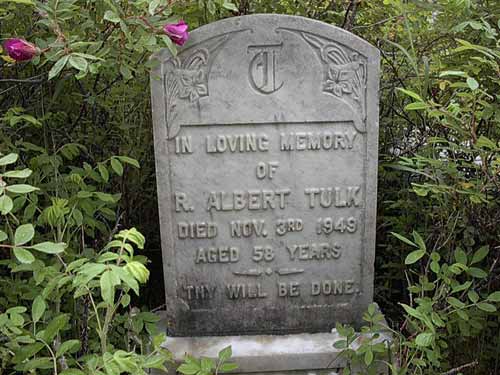 T
IN LOVING MEMORY
OF
R. ALBERT TULK
DIED NOV. 3RD 1949
AGED 58 YEARS
THY WILL BE DONE.